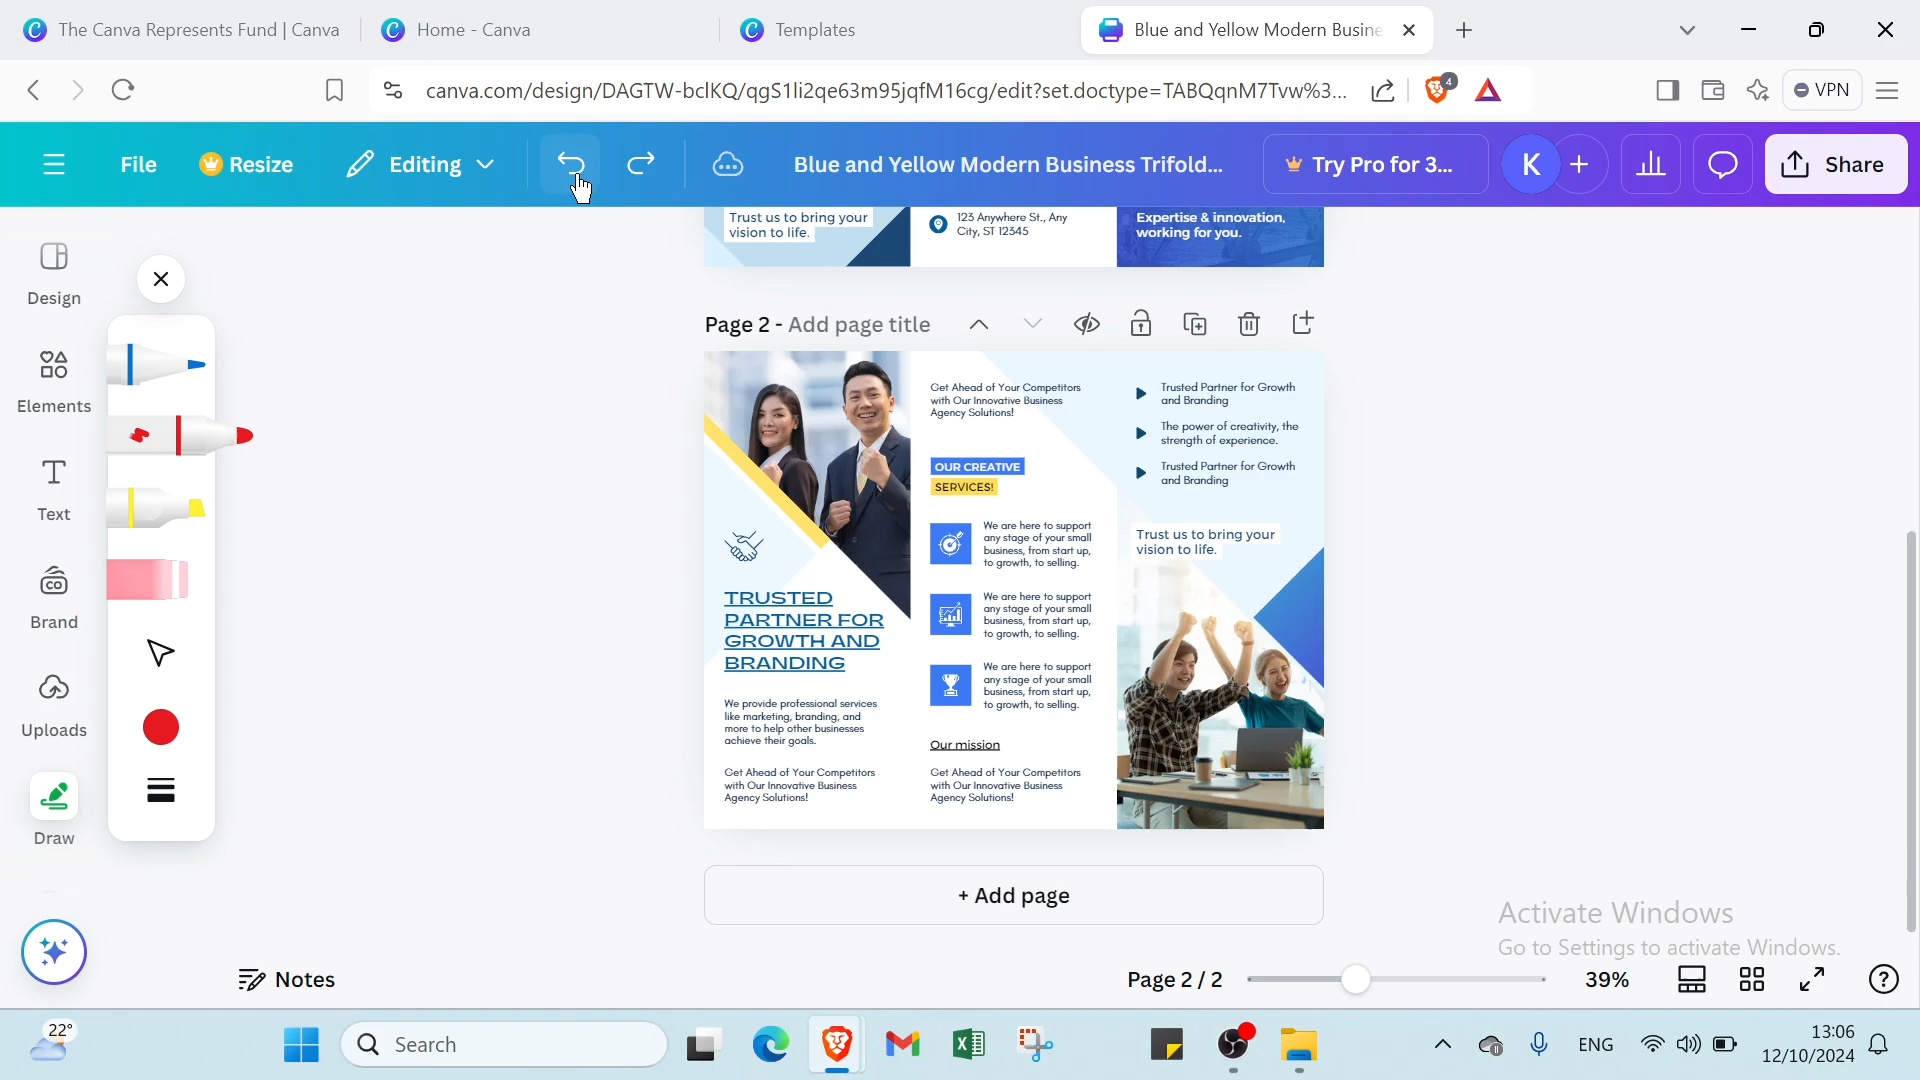 The Canva Represents Fund | Canva
Home - Canva
Templates
Blue and Yellow Modern Busine
canva.com/design/DAGTW-bclKQ/qgS1li2qe63m95jqfM16cg/edit?set.doctype=TABQqnM7Tvw%3...
4
VPN
File
Resize
Editing
Blue and Yellow Modern Business Trifold...
Try Pro for 3...
K
Share
Trust us to bring your
vision to life.
123 Anywhere St., Any
City, ST 12345
Expertise & innovation,
working for you.
Design
Elements
Text
Brand
Uploads
Draw
Page 2 - Add page title
TRUSTED
PARTNER FOR
GROWTH AND
BRANDING
We provide professional services
like marketing, branding, and
more to help other businesses
achieve their goals.
Get Ahead of Your Competitors
with Our Innovative Business
Agency Solutions!
Get Ahead of Your Competitors
with Our Innovative Business
Agency Solutions!
OUR CREATIVE
SERVICES!
We are here to support
any stage of your small
business, from start up,
to growth, to selling.
We are here to support
any stage of your small
business, from start up,
to growth, to selling.
We are here to support
any stage of your small
business, from start up,
to growth, to selling.
Our mission
Get Ahead of Your Competitors
with Our Innovative Business
Agency Solutions!
Trusted Partner for Growth
and Branding
The power of creativity, the
strength of experience.
Trusted Partner for Growth
and Branding
Trust us to bring your
vision to life.
+ Add page
Activate Windows
Go to Settings to activate Windows.
Notes
Page 2 / 2
39%
22°
Search
ENG
13:06
12/10/2024